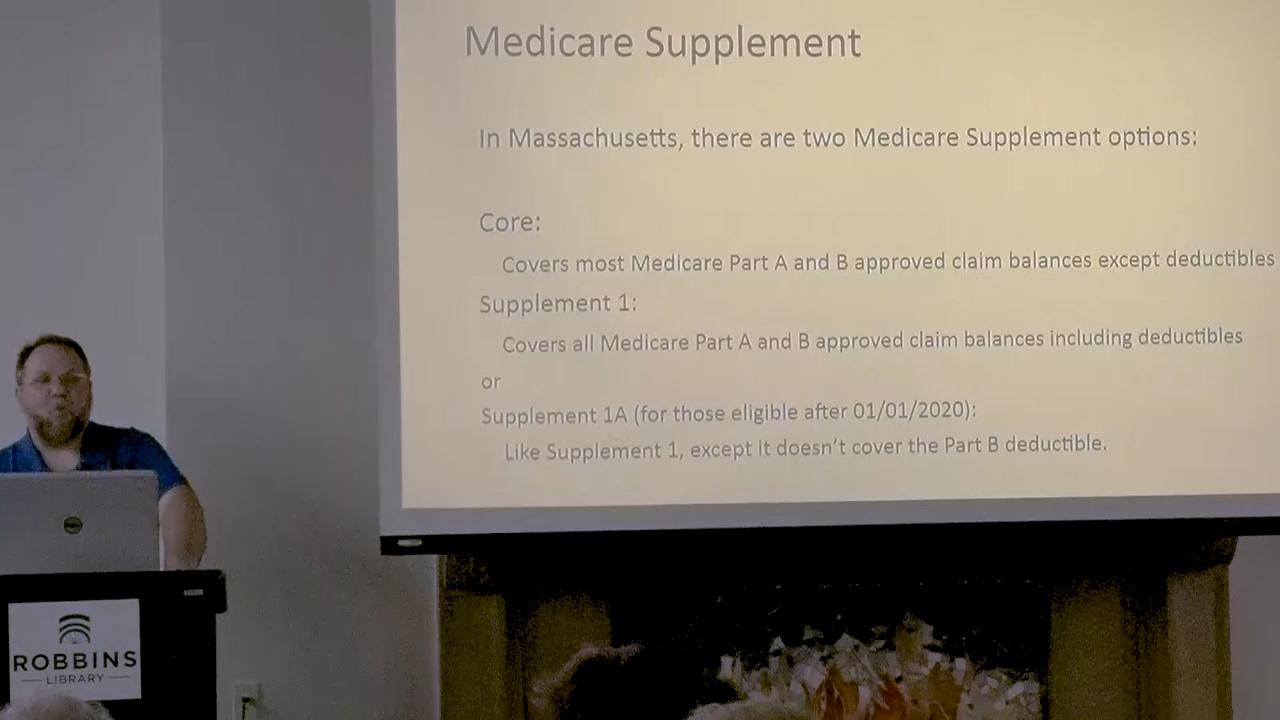 Medicare Supplement
In Massachusetts, there are two Medicare Supplement options:
Core:
Covers most Medicare Part A and B approved claim balances except deductibles
Supplement 1:
Covers all Medicare Part A and B approved claim balances including deductibles
or
Supplement 1A (for those eligible after 01/01/2020):
Like Supplement 1, except it doesn't cover the Part B deductible.
ROBBINS
LIBRARY